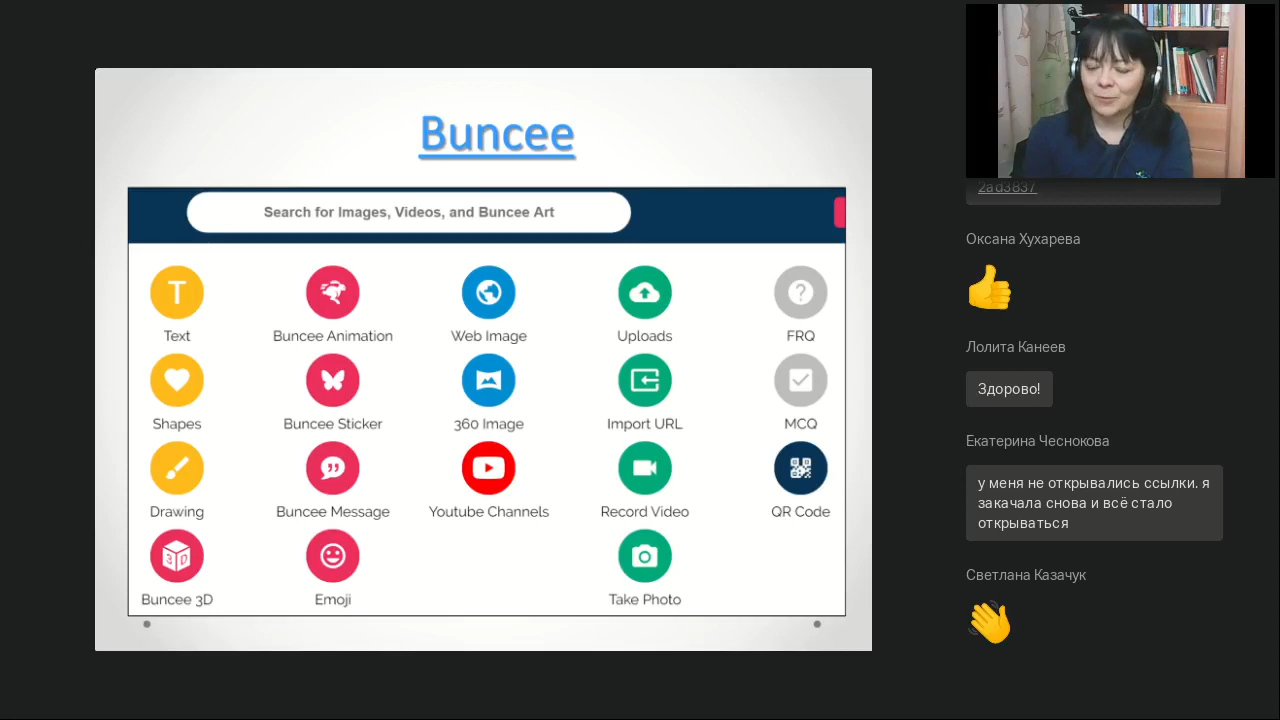 Buncee
Search for Images, Videos, and Buncee Art
Text
Buncee Animation
Web Image
Uploads
FRQ
Shapes
Buncee Sticker
360 Image
Import URL
MCQ
Drawing
Buncee Message
Youtube Channels
Record Video
QR Code
Buncee 3D
Emoji
Take Photo
2ad3837
Оксана Хухарева
Лолита Канеев
Здорово!
Екатерина Чеснокова
у меня не открывались ссылки. я
закачала снова и всё стало
открываться
Светлана Казачук